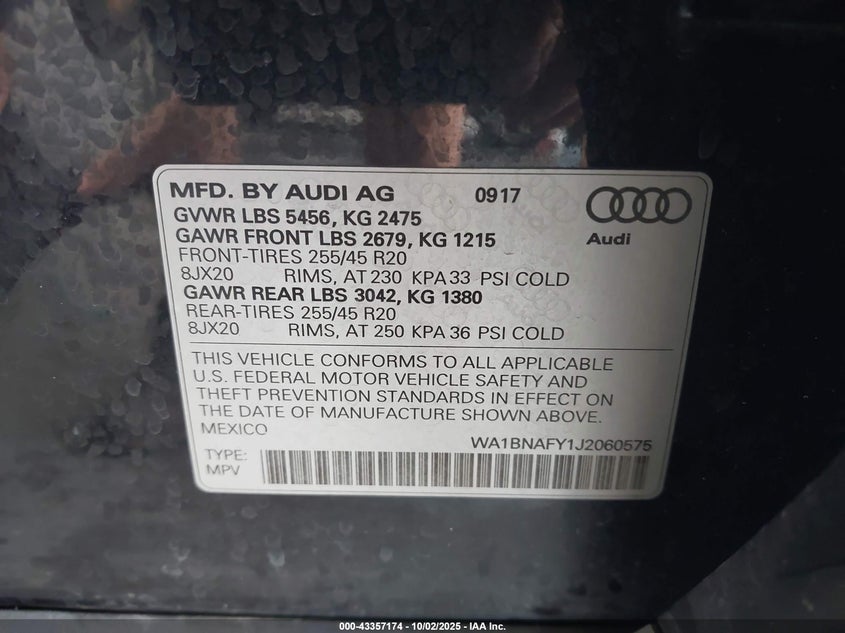 MFD. BY AUDI AG 0917
GVWR LBS 5456, KG 2475
GAWR FRONT LBS 2679, KG 1215
Audi
FRONT-TIRES 255/45 R20
8JX20 RIMS, AT 230 KPA 33 PSI COLD
GAWR REAR LBS 3042, KG 1380
REAR-TIRES 255/45 R20
8JX20 RIMS, AT 250 KPA 36 PSI COLD
THIS VEHICLE CONFORMS TO ALL APPLICABLE
U.S. FEDERAL MOTOR VEHICLE SAFETY AND
THEFT PREVENTION STANDARDS IN EFFECT ON
THE DATE OF MANUFACTURE SHOWN ABOVE.
MEXICO
WA1BNAFY1J2060575
TYPE:
MPV
000-43357174 - 10/02/2025 - IAA Inc.